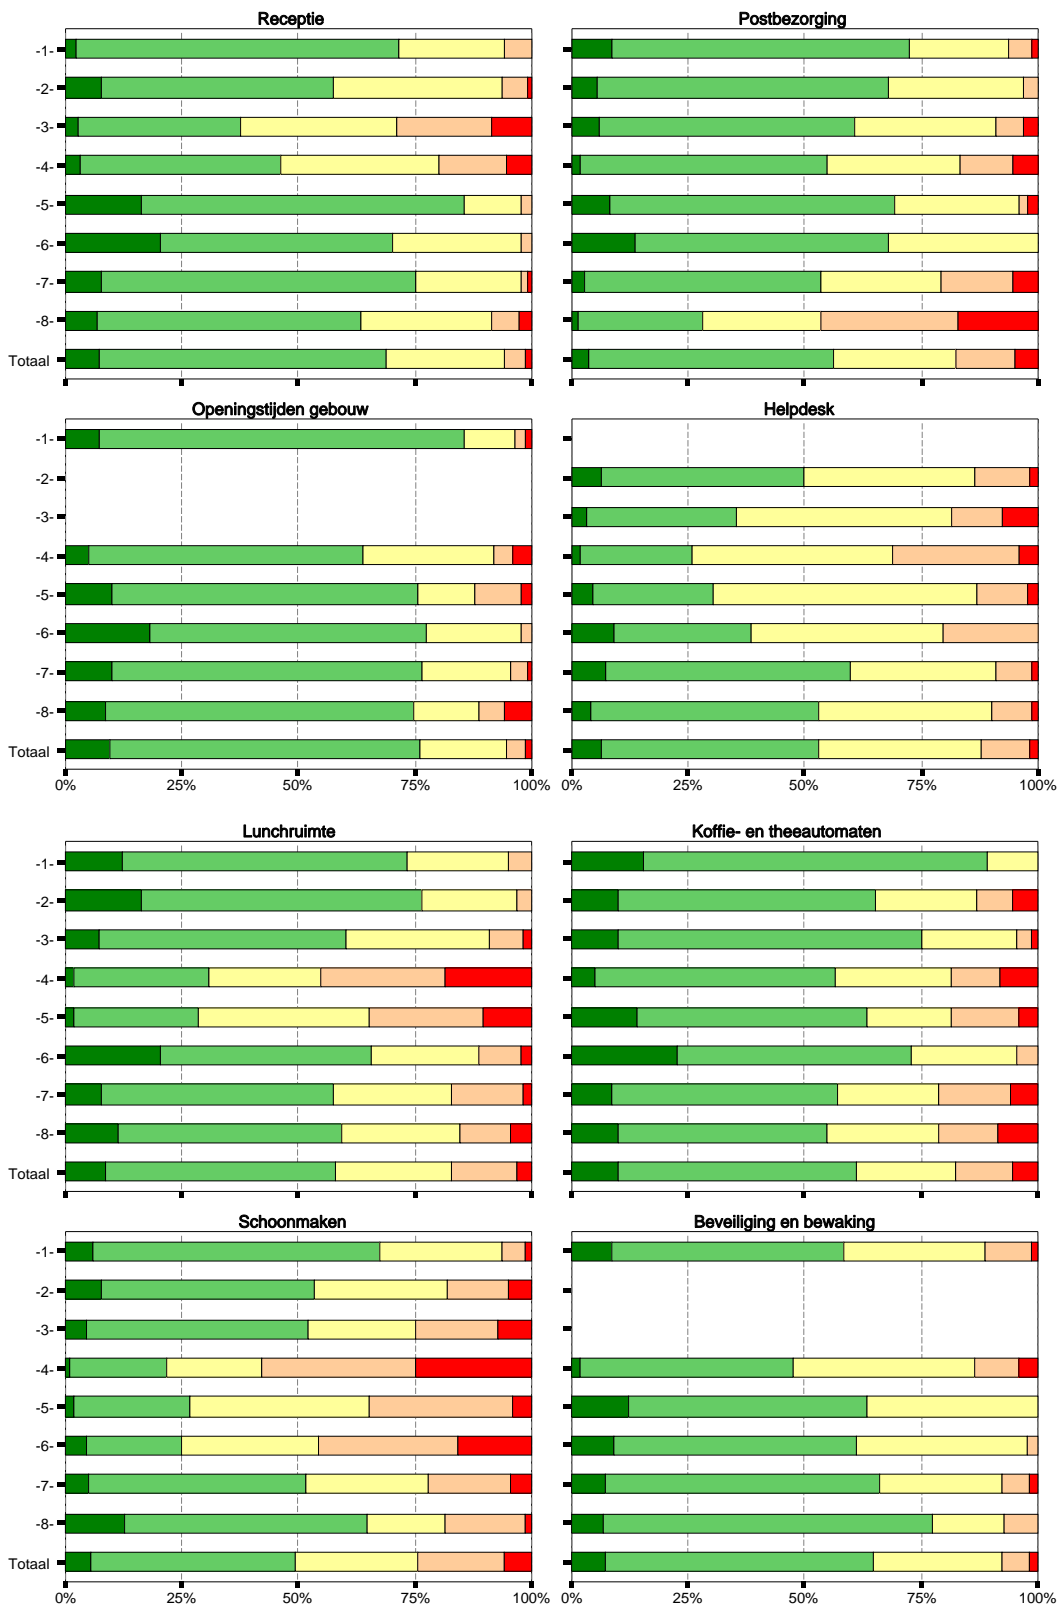 Receptie
Postbezorging
-1-
-2-
-3-
-4-
-5-
-6-
-7-
-8-
Totaal
Openingstijden gebouw
Helpdesk
-1-
-2-
-3-
-4-
-5-
-6-
-7-
-8-
Totaal
0% 25% 50% 75% 100%
0% 25% 50% 75% 100%
Lunchruimte
Koffie- en theeautomaten
-1-
-2-
-3-
-4-
-5-
-6-
-7-
-8-
Totaal
Schoonmaken
Beveiliging en bewaking
-1-
-2-
-3-
-4-
-5-
-6-
-7-
-8-
Totaal
0% 25% 50% 75% 100%
0% 25% 50% 75% 100%